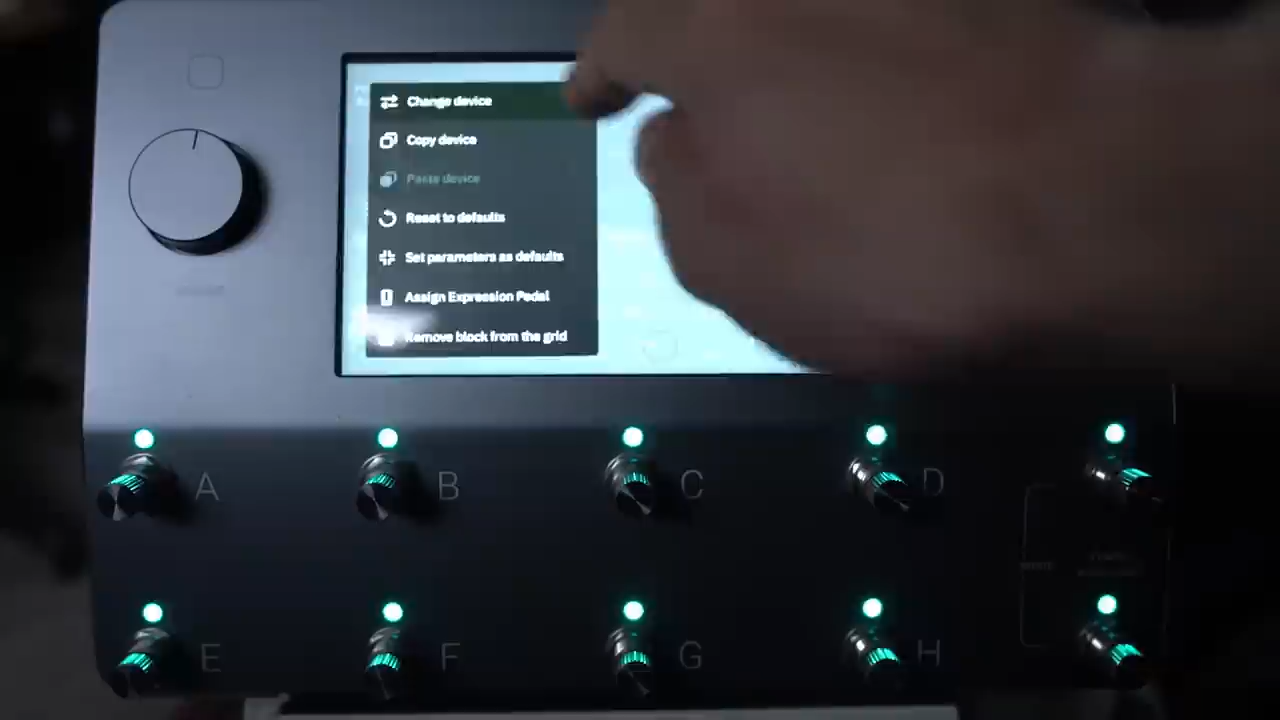 Change device
Copy device
Paste device
Reset to defaults
Set parameters as defaults
Assign Expression Pedal
Remove block from the grid
A
B
C
D
E
F
G
H